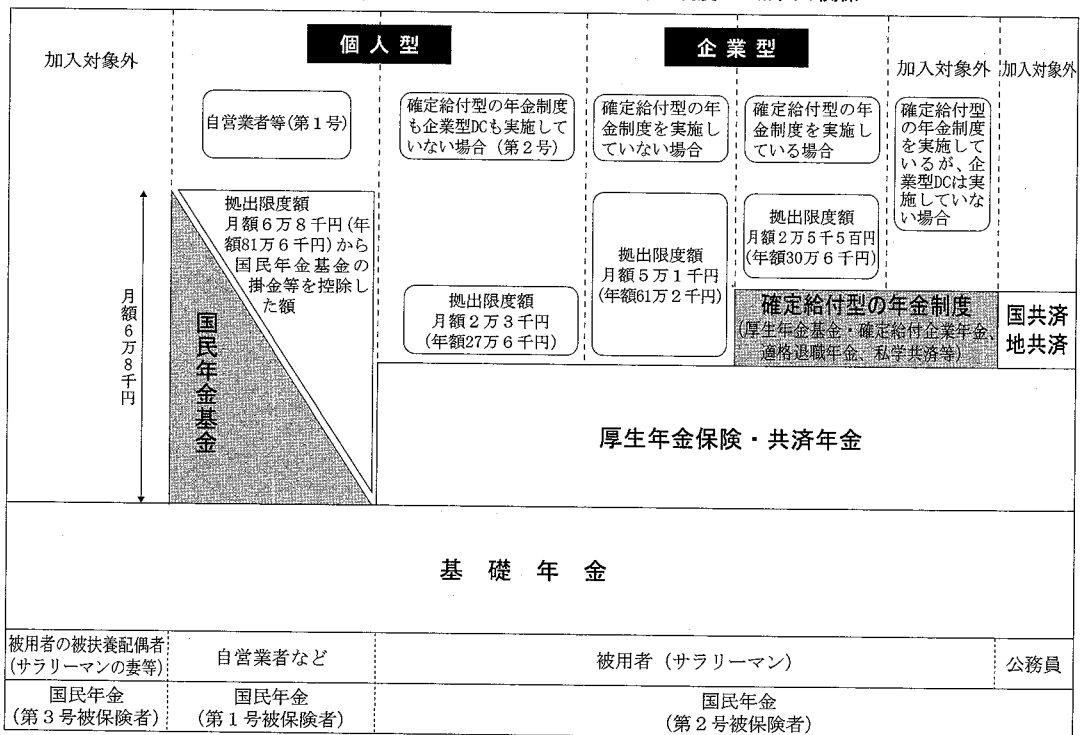 個人型
企業型
加入対象外
加入対象外
加入対象外
自営業者等(第１号)
確定給付型の年金制度
も企業型DCも実施して
いない場合（第２号）
確定給付型の年
金制度を実施し
ていない場合
確定給付型の年
金制度を実施し
ている場合
確定給付
型の年金
制度を実
施してい
るが、企
業型DCは実
施していな
い場合
拠出限度額
月額６万８千円(年
額81万６千円)から
国民年金基金の
掛金等を控除し
た額
拠出限度額
月額２万３千円
(年額27万６千円)
拠出限度額
月額５万１千円
(年額61万２千円)
拠出限度額
月額２万５千５百円
(年額30万６千円)
月額６万８千円
国民年金基金
確定給付型の年金制度
(厚生年金基金・確定給付企業年金、
適格退職年金、私学共済等)
国共済
地共済
厚生年金保険・共済年金
基礎年金
被用者の被扶養配偶者
(サラリーマンの妻等)
自営業者など
被用者（サラリーマン）
公務員
国民年金
(第３号被保険者)
国民年金
(第１号被保険者)
国民年金
(第２号被保険者)